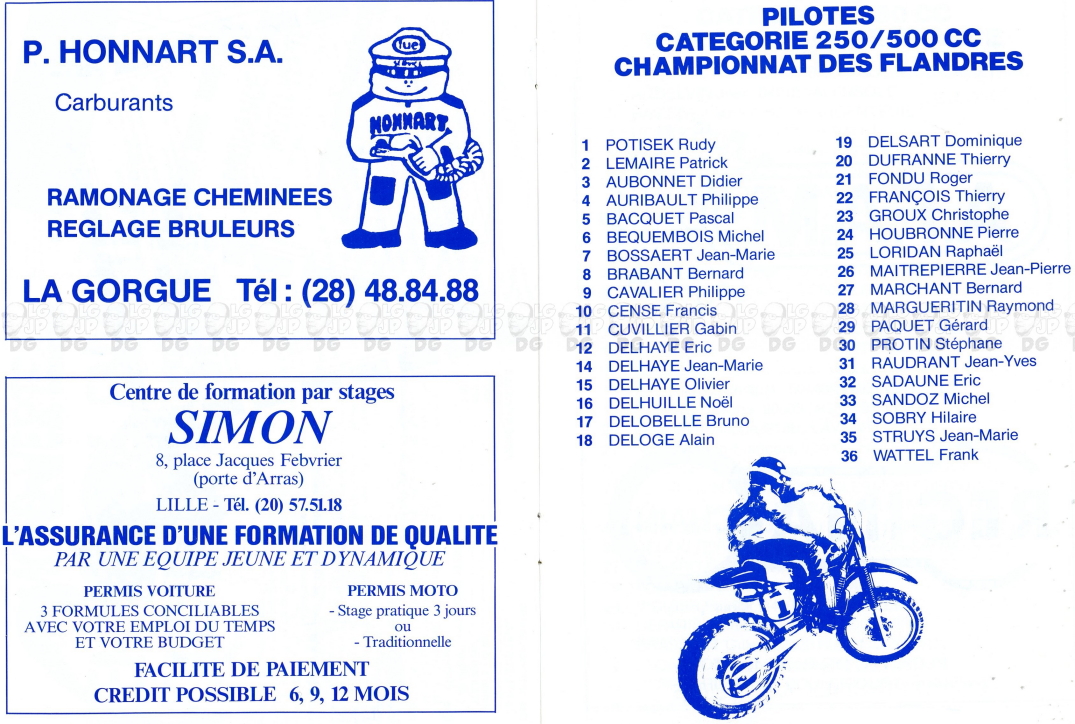 P. HONNART S.A.
Carburants
fuel
HONNART
RAMONAGE CHEMINEES
REGLAGE BRULEURS
LA GORGUE Tél : (28) 48.84.88
Centre de formation par stages
SIMON
8, place Jacques Febvrier
(porte d'Arras)
LILLE - Tél. (20) 57.51.18
L'ASSURANCE D'UNE FORMATION DE QUALITE
PAR UNE EQUIPE JEUNE ET DYNAMIQUE
PERMIS VOITURE
3 FORMULES CONCILIABLES
AVEC VOTRE EMPLOI DU TEMPS
ET VOTRE BUDGET
PERMIS MOTO
- Stage pratique 3 jours
ou
- Traditionnelle
FACILITE DE PAIEMENT
CREDIT POSSIBLE 6, 9, 12 MOIS
PILOTES
CATEGORIE 250/500 CC
CHAMPIONNAT DES FLANDRES
1 POTISEK Rudy
2 LEMAIRE Patrick
3 AUBONNET Didier
4 AURIBAULT Philippe
5 BACQUET Pascal
6 BEQUEMBOIS Michel
7 BOSSAERT Jean-Marie
8 BRABANT Bernard
9 CAVALIER Philippe
10 CENSE Francis
11 CUVILLIER Gabin
12 DELHAYE Eric
14 DELHAYE Jean-Marie
15 DELHAYE Olivier
16 DELHUILLE Noël
17 DELOBELLE Bruno
18 DELOGE Alain
19 DELSART Dominique
20 DUFRANNE Thierry
21 FONDU Roger
22 FRANÇOIS Thierry
23 GROUX Christophe
24 HOUBRONNE Pierre
25 LORIDAN Raphaël
26 MAITREPIERRE Jean-Pierre
27 MARCHANT Bernard
28 MARGUERITIN Raymond
29 PAQUET Gérard
30 PROTIN Stéphane
31 RAUDRANT Jean-Yves
32 SADAUNE Eric
33 SANDOZ Michel
34 SOBRY Hilaire
35 STRUYS Jean-Marie
36 WATTEL Frank
1